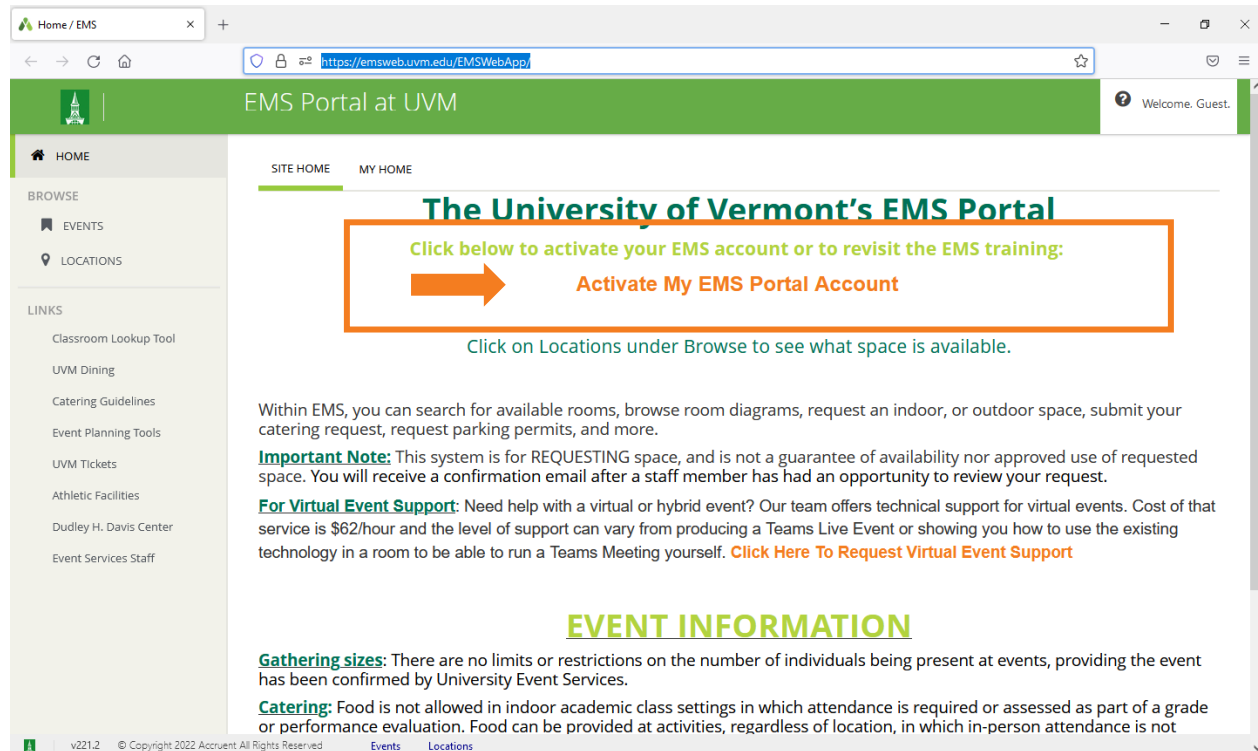 Home / EMS
https://emsweb.uvm.edu/EMSWebApp/
EMS Portal at UVM
Welcome. Guest.
HOME
BROWSE
EVENTS
LOCATIONS
LINKS
Classroom Lookup Tool
UVM Dining
Catering Guidelines
Event Planning Tools
UVM TIckets
Athletic Facilities
Dudley H. Davis Center
Event Services Staff
SITE HOME MY HOME
The University of Vermont's EMS Portal
Click below to activate your EMS account or to revisit the EMS training:
Activate My EMS Portal Account
Click on Locations under Browse to see what space is available.
Within EMS, you can search for available rooms, browse room diagrams, request an indoor, or outdoor space, submit your
catering request, request parking permits, and more.
Important Note: This system is for REQUESTING space, and is not a guarantee of availability nor approved use of requested
space. You will receive a confirmation email after a staff member has had an opportunity to review your request.
For Virtual Event Support: Need help with a virtual or hybrid event? Our team offers technical support for virtual events. Cost of that
service is $62/hour and the level of support can vary from producing a Teams Live Event or showing you how to use the existing
technology in a room to be able to run a Teams Meeting yourself. Click Here To Request Virtual Event Support
EVENT INFORMATION
Gathering sizes: There are no limits or restrictions on the number of individuals being present at events, providing the event
has been confirmed by University Event Services.
Catering: Food is not allowed in indoor academic class settings in which attendance is required or assessed as part of a grade
or performance evaluation. Food can be provided at activities, regardless of location, in which in-person attendance is not
v221.2 © Copyright 2022 Accruent All Rights Reserved Events Locations